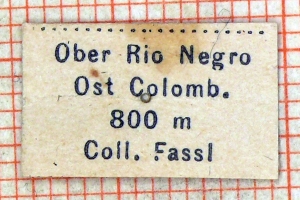 Ober Rio Negro
Ost Colomb.
800 m
Coll. Fassl